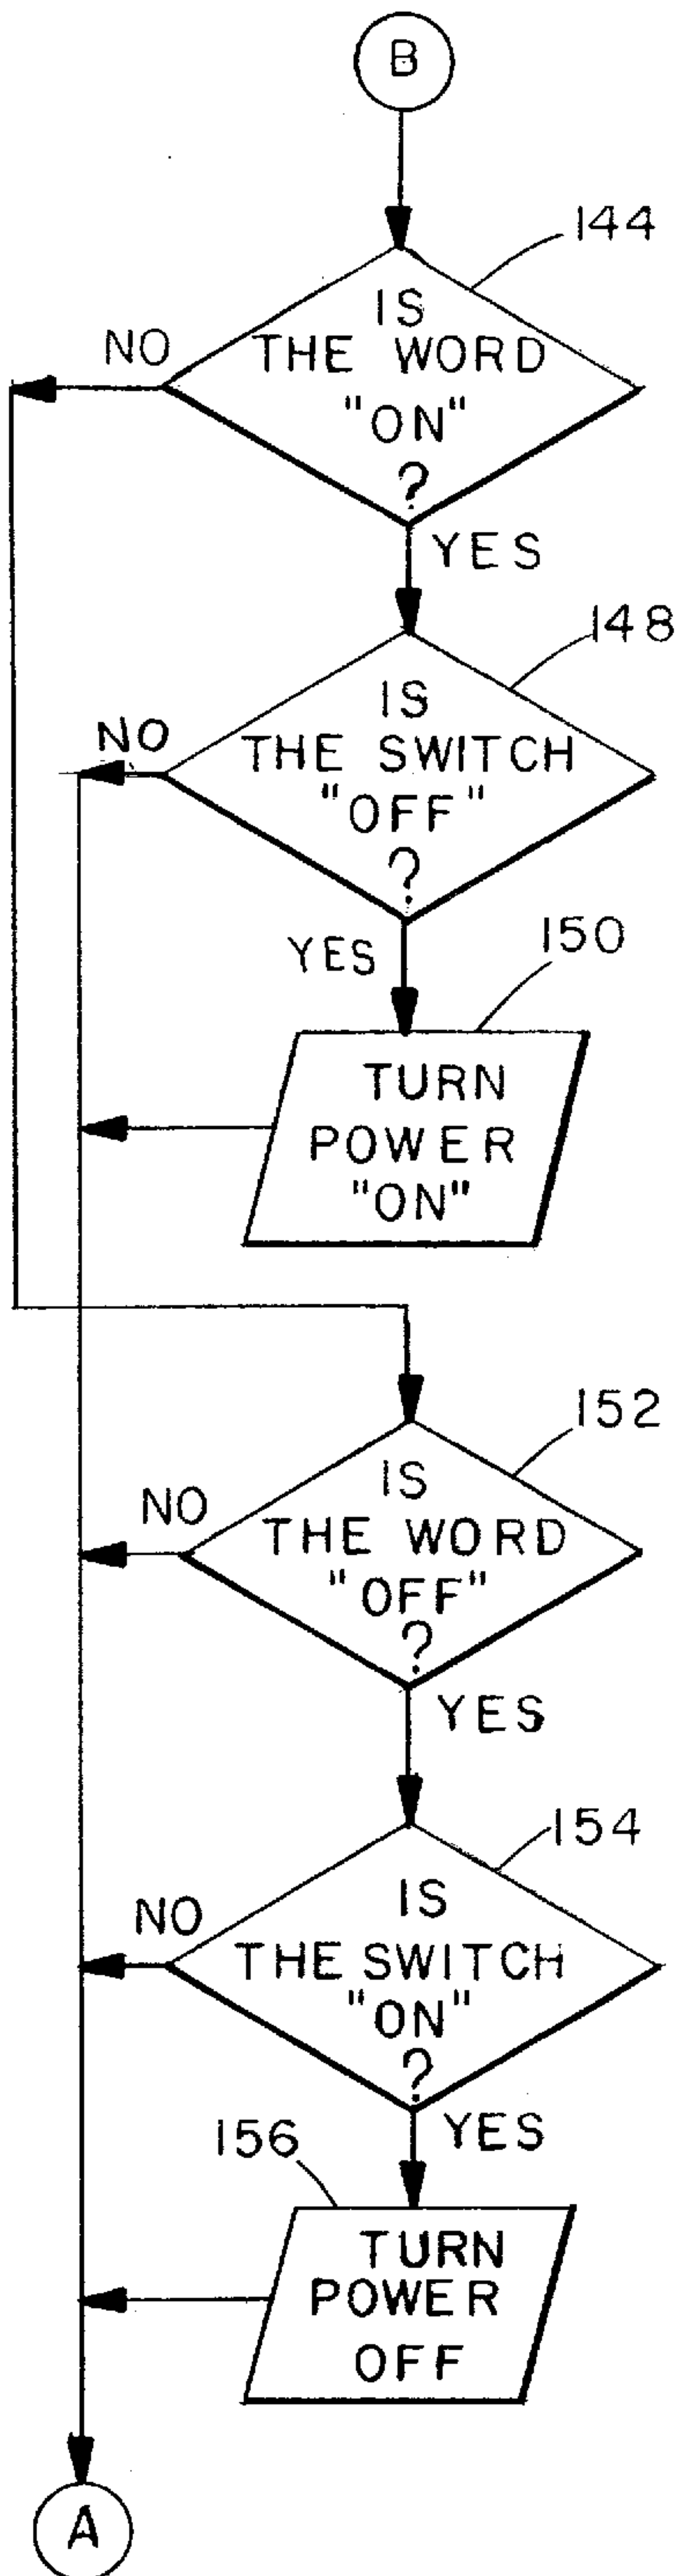 B
144
IS
THE WORD
"ON"
?
NO
YES
148
IS
THE SWITCH
"OFF"
?
NO
YES
150
TURN
POWER
"ON"
152
IS
THE WORD
"OFF"
?
NO
YES
154
IS
THE SWITCH
"ON"
?
NO
YES
156
TURN
POWER
OFF
A